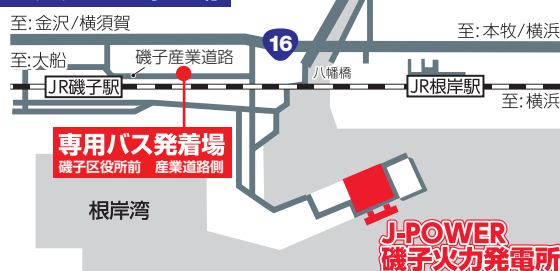 至:金沢/横須賀
16
至:本牧/横浜
至:大船
磯子産業道路
八幡橋
JR磯子駅
JR根岸駅
至:横浜
専用バス発着場
磯子区役所前 産業道路側
根岸湾
J-POWER
磯子火力発電所